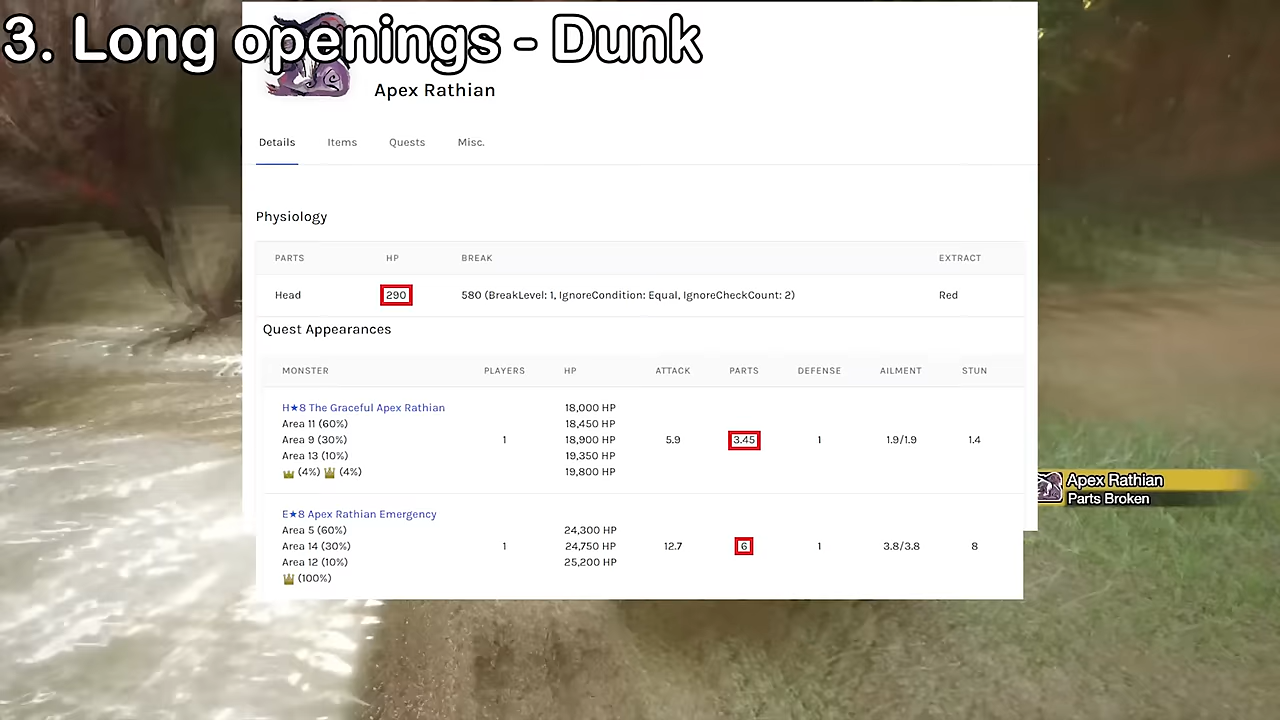 3. Long openings - Dunk
Apex Rathian
Details Items Quests Misc.
Physiology
PARTS HP BREAK EXTRACT
Head 290 580 (BreakLevel: 1, IgnoreCondition: Equal, IgnoreCheckCount: 2) Red
Quest Appearances
MONSTER PLAYERS HP ATTACK PARTS DEFENSE AILMENT STUN
H★8 The Graceful Apex Rathian 18,000 HP
Area 11 (60%) 18,450 HP
Area 9 (30%) 1 18,900 HP 5.9 3.45 1 1.9/1.9 1.4
Area 13 (10%) 19,350 HP
(4%) (4%) 19,800 HP
E★8 Apex Rathian Emergency
Area 5 (60%) 24,300 HP
Area 14 (30%) 1 24,750 HP 12.7 6 1 3.8/3.8 8
Area 12 (10%) 25,200 HP
(100%)
Apex Rathian
Parts Broken